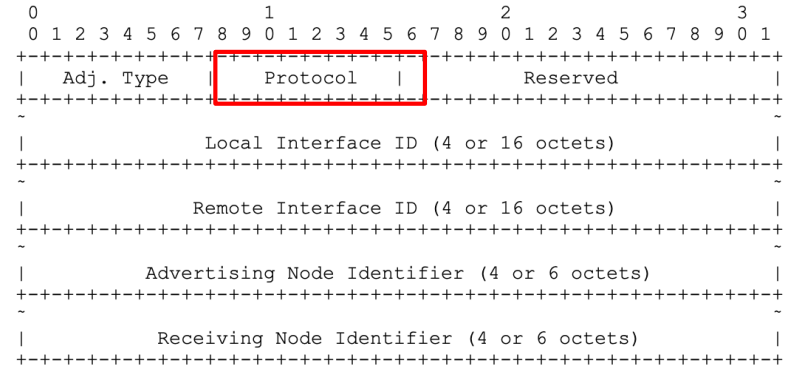 0                   1                   2                   3
 0 1 2 3 4 5 6 7 8 9 0 1 2 3 4 5 6 7 8 9 0 1 2 3 4 5 6 7 8 9 0 1
+-+-+-+-+-+-+-+-+-+-+-+-+-+-+-+-+-+-+-+-+-+-+-+-+-+-+-+-+-+-+-+-+
|   Adj. Type   |    Protocol   |          Reserved             |
+-+-+-+-+-+-+-+-+-+-+-+-+-+-+-+-+-+-+-+-+-+-+-+-+-+-+-+-+-+-+-+-+
~                                                               ~
|               Local Interface ID (4 or 16 octets)             |
+-+-+-+-+-+-+-+-+-+-+-+-+-+-+-+-+-+-+-+-+-+-+-+-+-+-+-+-+-+-+-+-+
~                                                               ~
|              Remote Interface ID (4 or 16 octets)             |
+-+-+-+-+-+-+-+-+-+-+-+-+-+-+-+-+-+-+-+-+-+-+-+-+-+-+-+-+-+-+-+-+
~                                                               ~
|          Advertising Node Identifier (4 or 6 octets)          |
+-+-+-+-+-+-+-+-+-+-+-+-+-+-+-+-+-+-+-+-+-+-+-+-+-+-+-+-+-+-+-+-+
~                                                               ~
|           Receiving Node Identifier (4 or 6 octets)           |
+-+-+-+-+-+-+-+-+-+-+-+-+-+-+-+-+-+-+-+-+-+-+-+-+-+-+-+-+-+-+-+-+